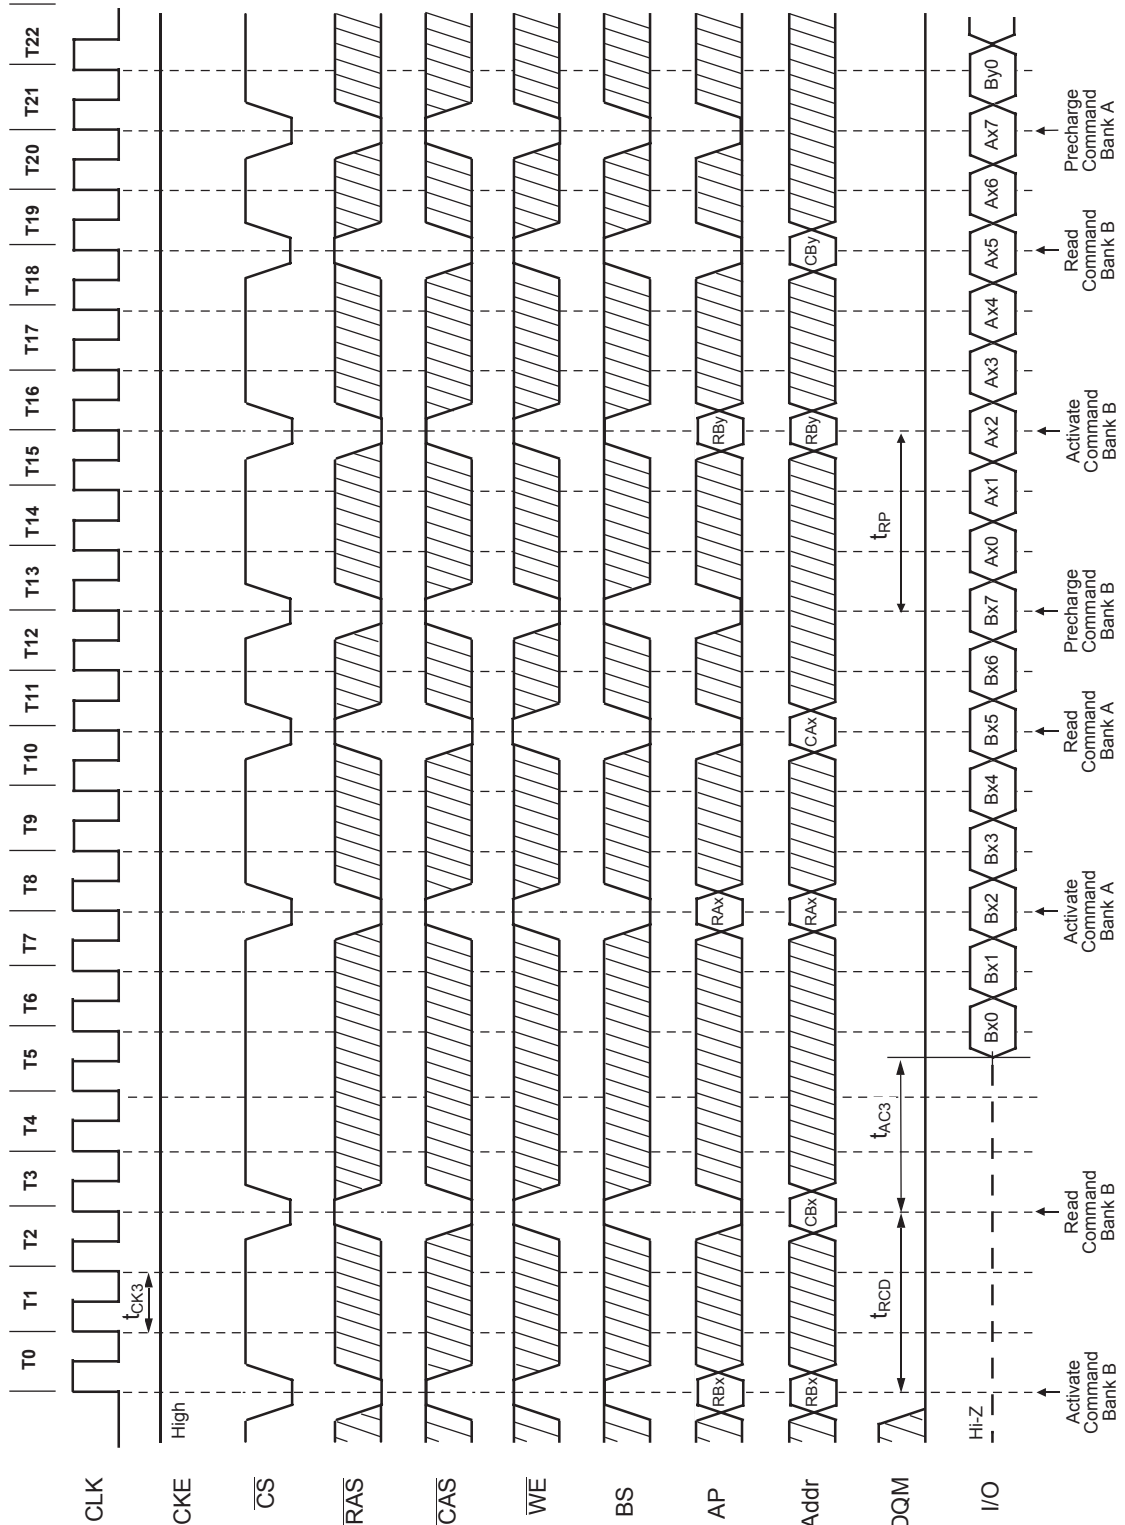 T0 T1 T2 T3 T4 T5 T6 T7 T8 T9 T10 T11 T12 T13 T14 T15 T16 T17 T18 T19 T20 T21 T22
CLK
tCK3
CKE
High
CS
RAS
CAS
WE
BS
AP
RBx RAx RBy
Addr
RBx CBx RAx CAx RBy CBy
DQM
tRCD tAC3 tRP
I/O
Hi-Z
Bx0 Bx1 Bx2 Bx3 Bx4 Bx5 Bx6 Bx7 Ax0 Ax1 Ax2 Ax3 Ax4 Ax5 Ax6 Ax7 By0
Activate
Command
Bank B
Read
Command
Bank B
Activate
Command
Bank A
Read
Command
Bank A
Precharge
Command
Bank B
Activate
Command
Bank B
Read
Command
Bank B
Precharge
Command
Bank A